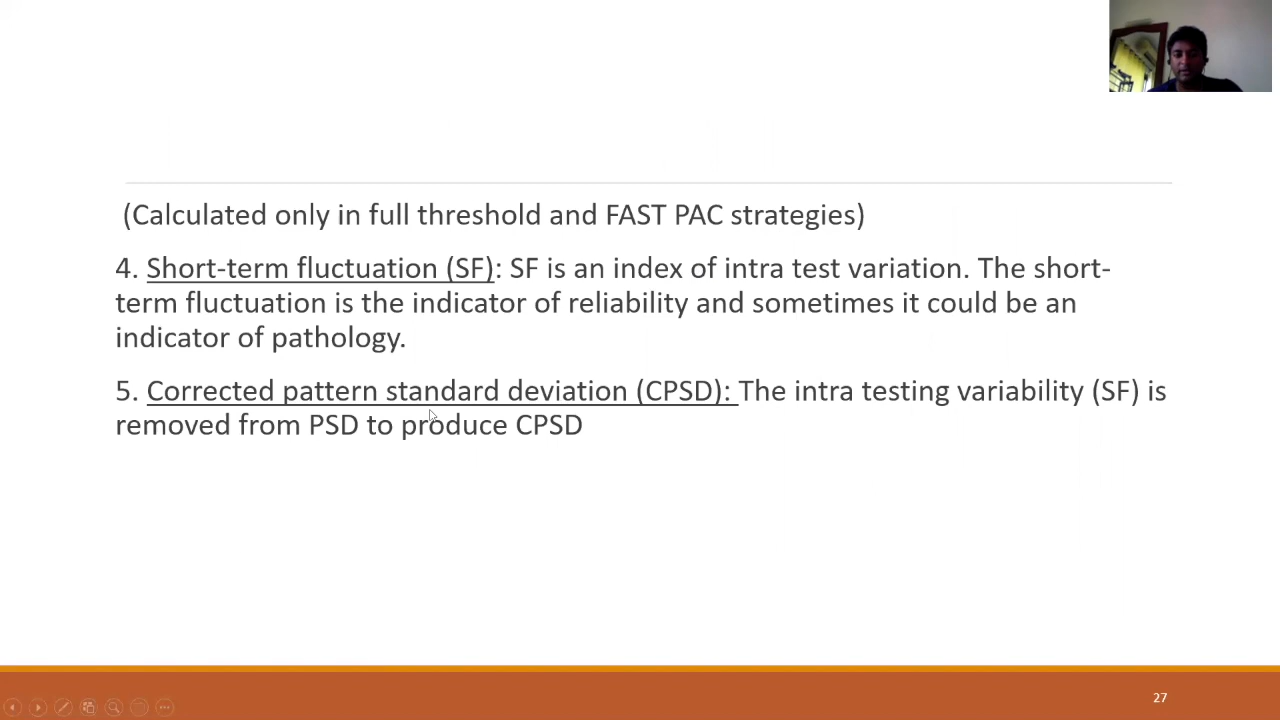 (Calculated only in full threshold and FAST PAC strategies)
4. Short-term fluctuation (SF): SF is an index of intra test variation. The short-
term fluctuation is the indicator of reliability and sometimes it could be an
indicator of pathology.
5. Corrected pattern standard deviation (CPSD): The intra testing variability (SF) is
removed from PSD to produce CPSD
27